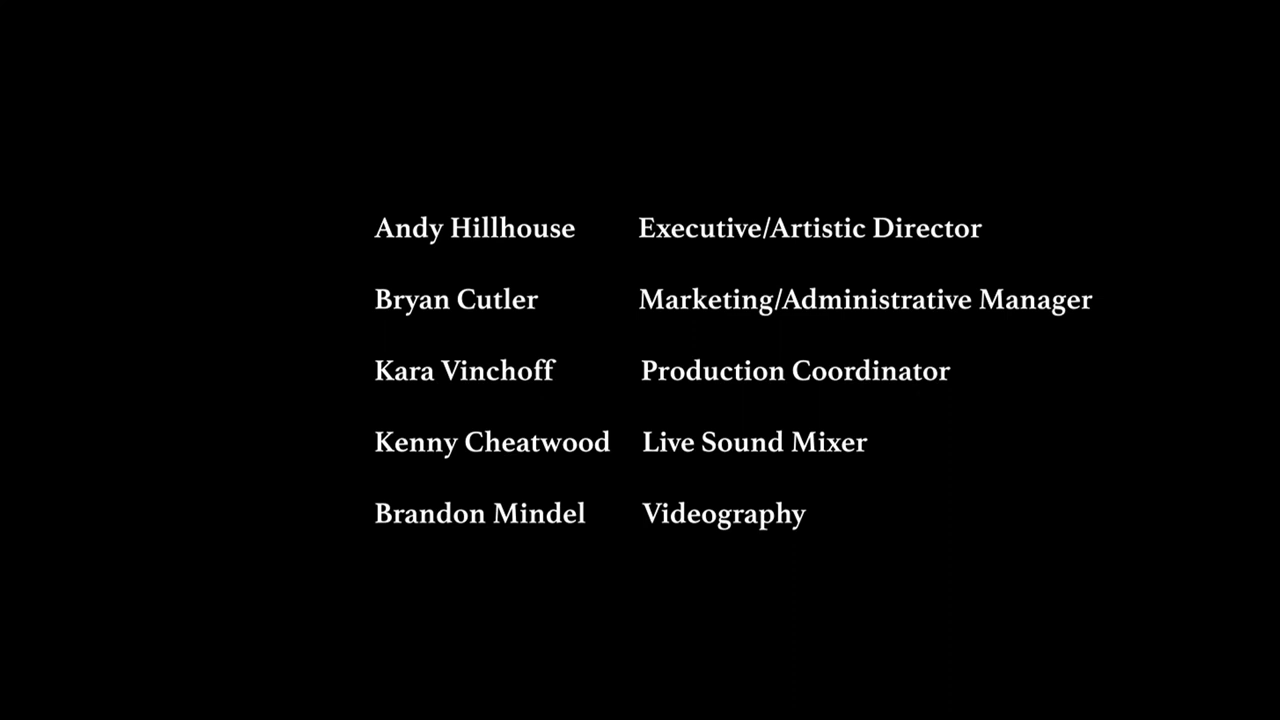 Andy Hillhouse Executive/Artistic Director
Bryan Cutler Marketing/Administrative Manager
Kara Vinchoff Production Coordinator
Kenny Cheatwood Live Sound Mixer
Brandon Mindel Videography